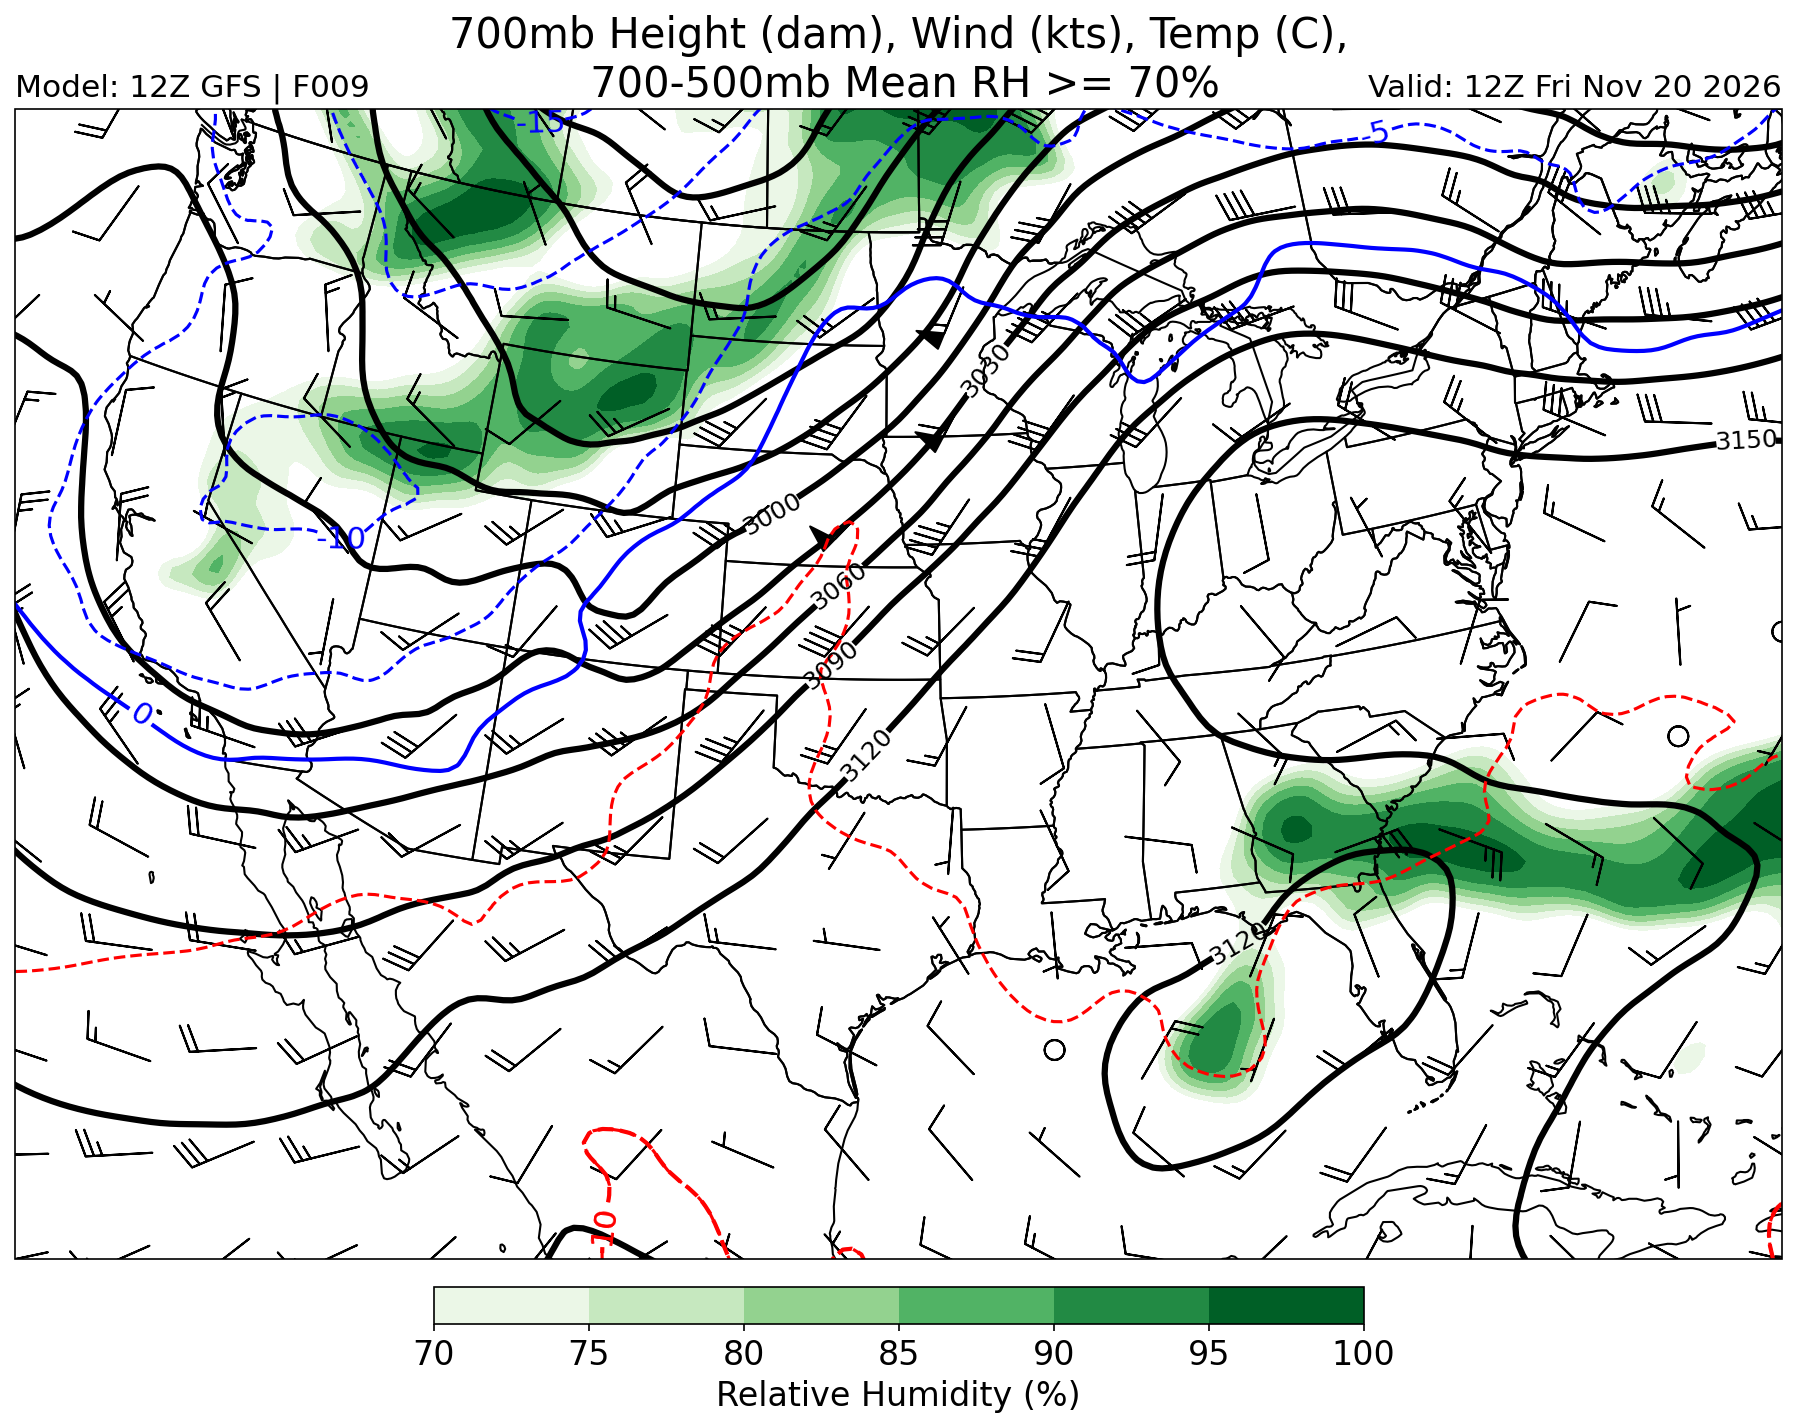 700mb Height (dam), Wind (kts), Temp (C),
700-500mb Mean RH >= 70%
Model: 12Z GFS | F009
Valid: 12Z Fri Nov 20 2026
-15
-5
3030
3150
3000
-10
3060
3090
0
3120
3120
10
70 75 80 85 90 95 100
Relative Humidity (%)